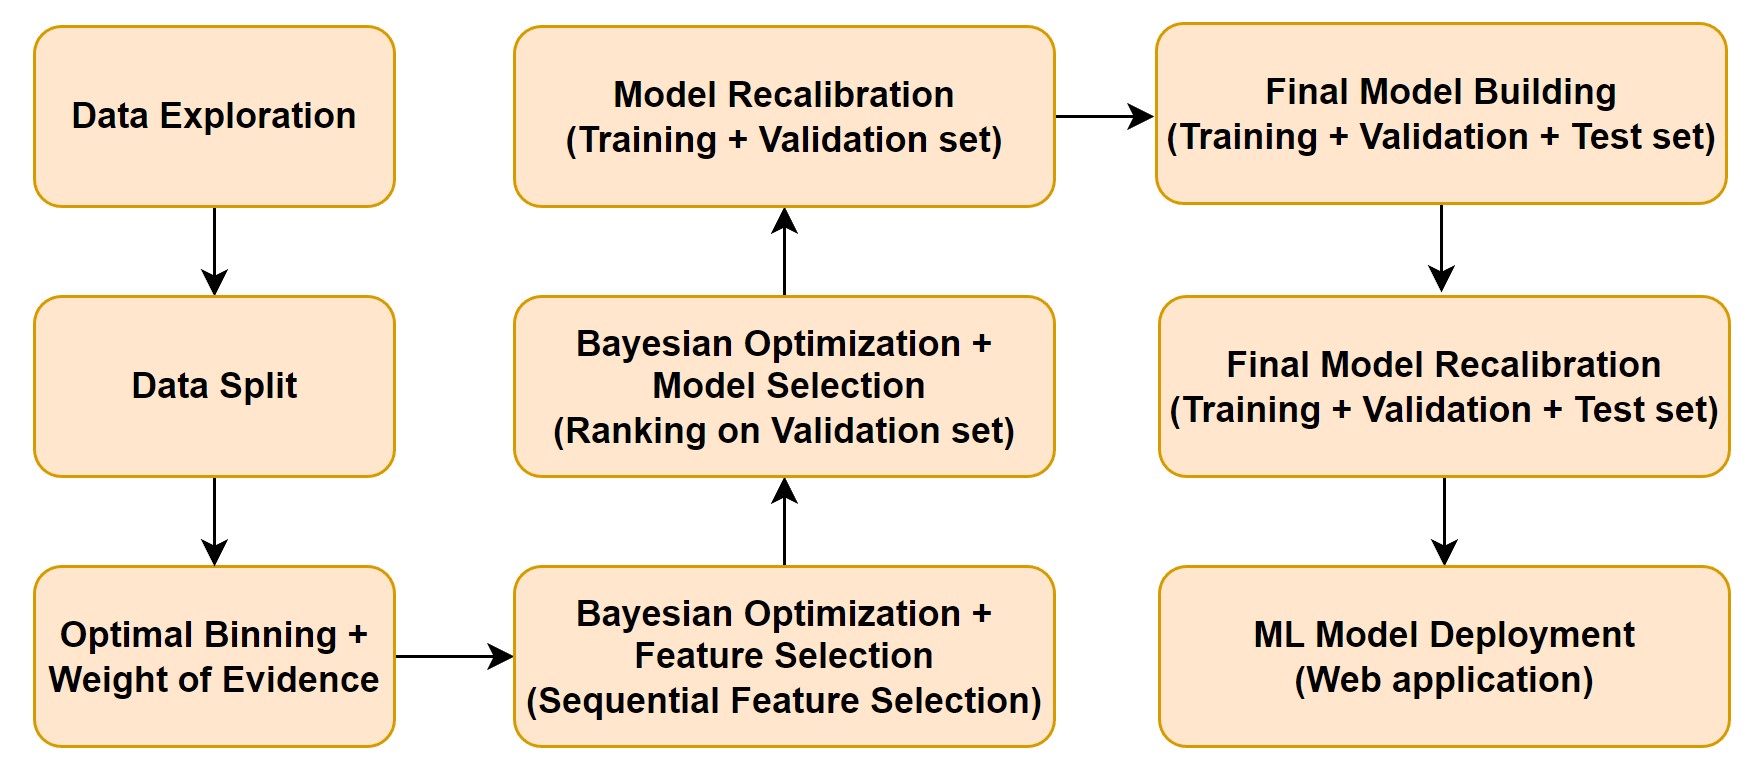 Data Exploration
Data Split
Optimal Binning +
Weight of Evidence
Bayesian Optimization +
Feature Selection
(Sequential Feature Selection)
Bayesian Optimization +
Model Selection
(Ranking on Validation set)
Model Recalibration
(Training + Validation set)
Final Model Building
(Training + Validation + Test set)
Final Model Recalibration
(Training + Validation + Test set)
ML Model Deployment
(Web application)